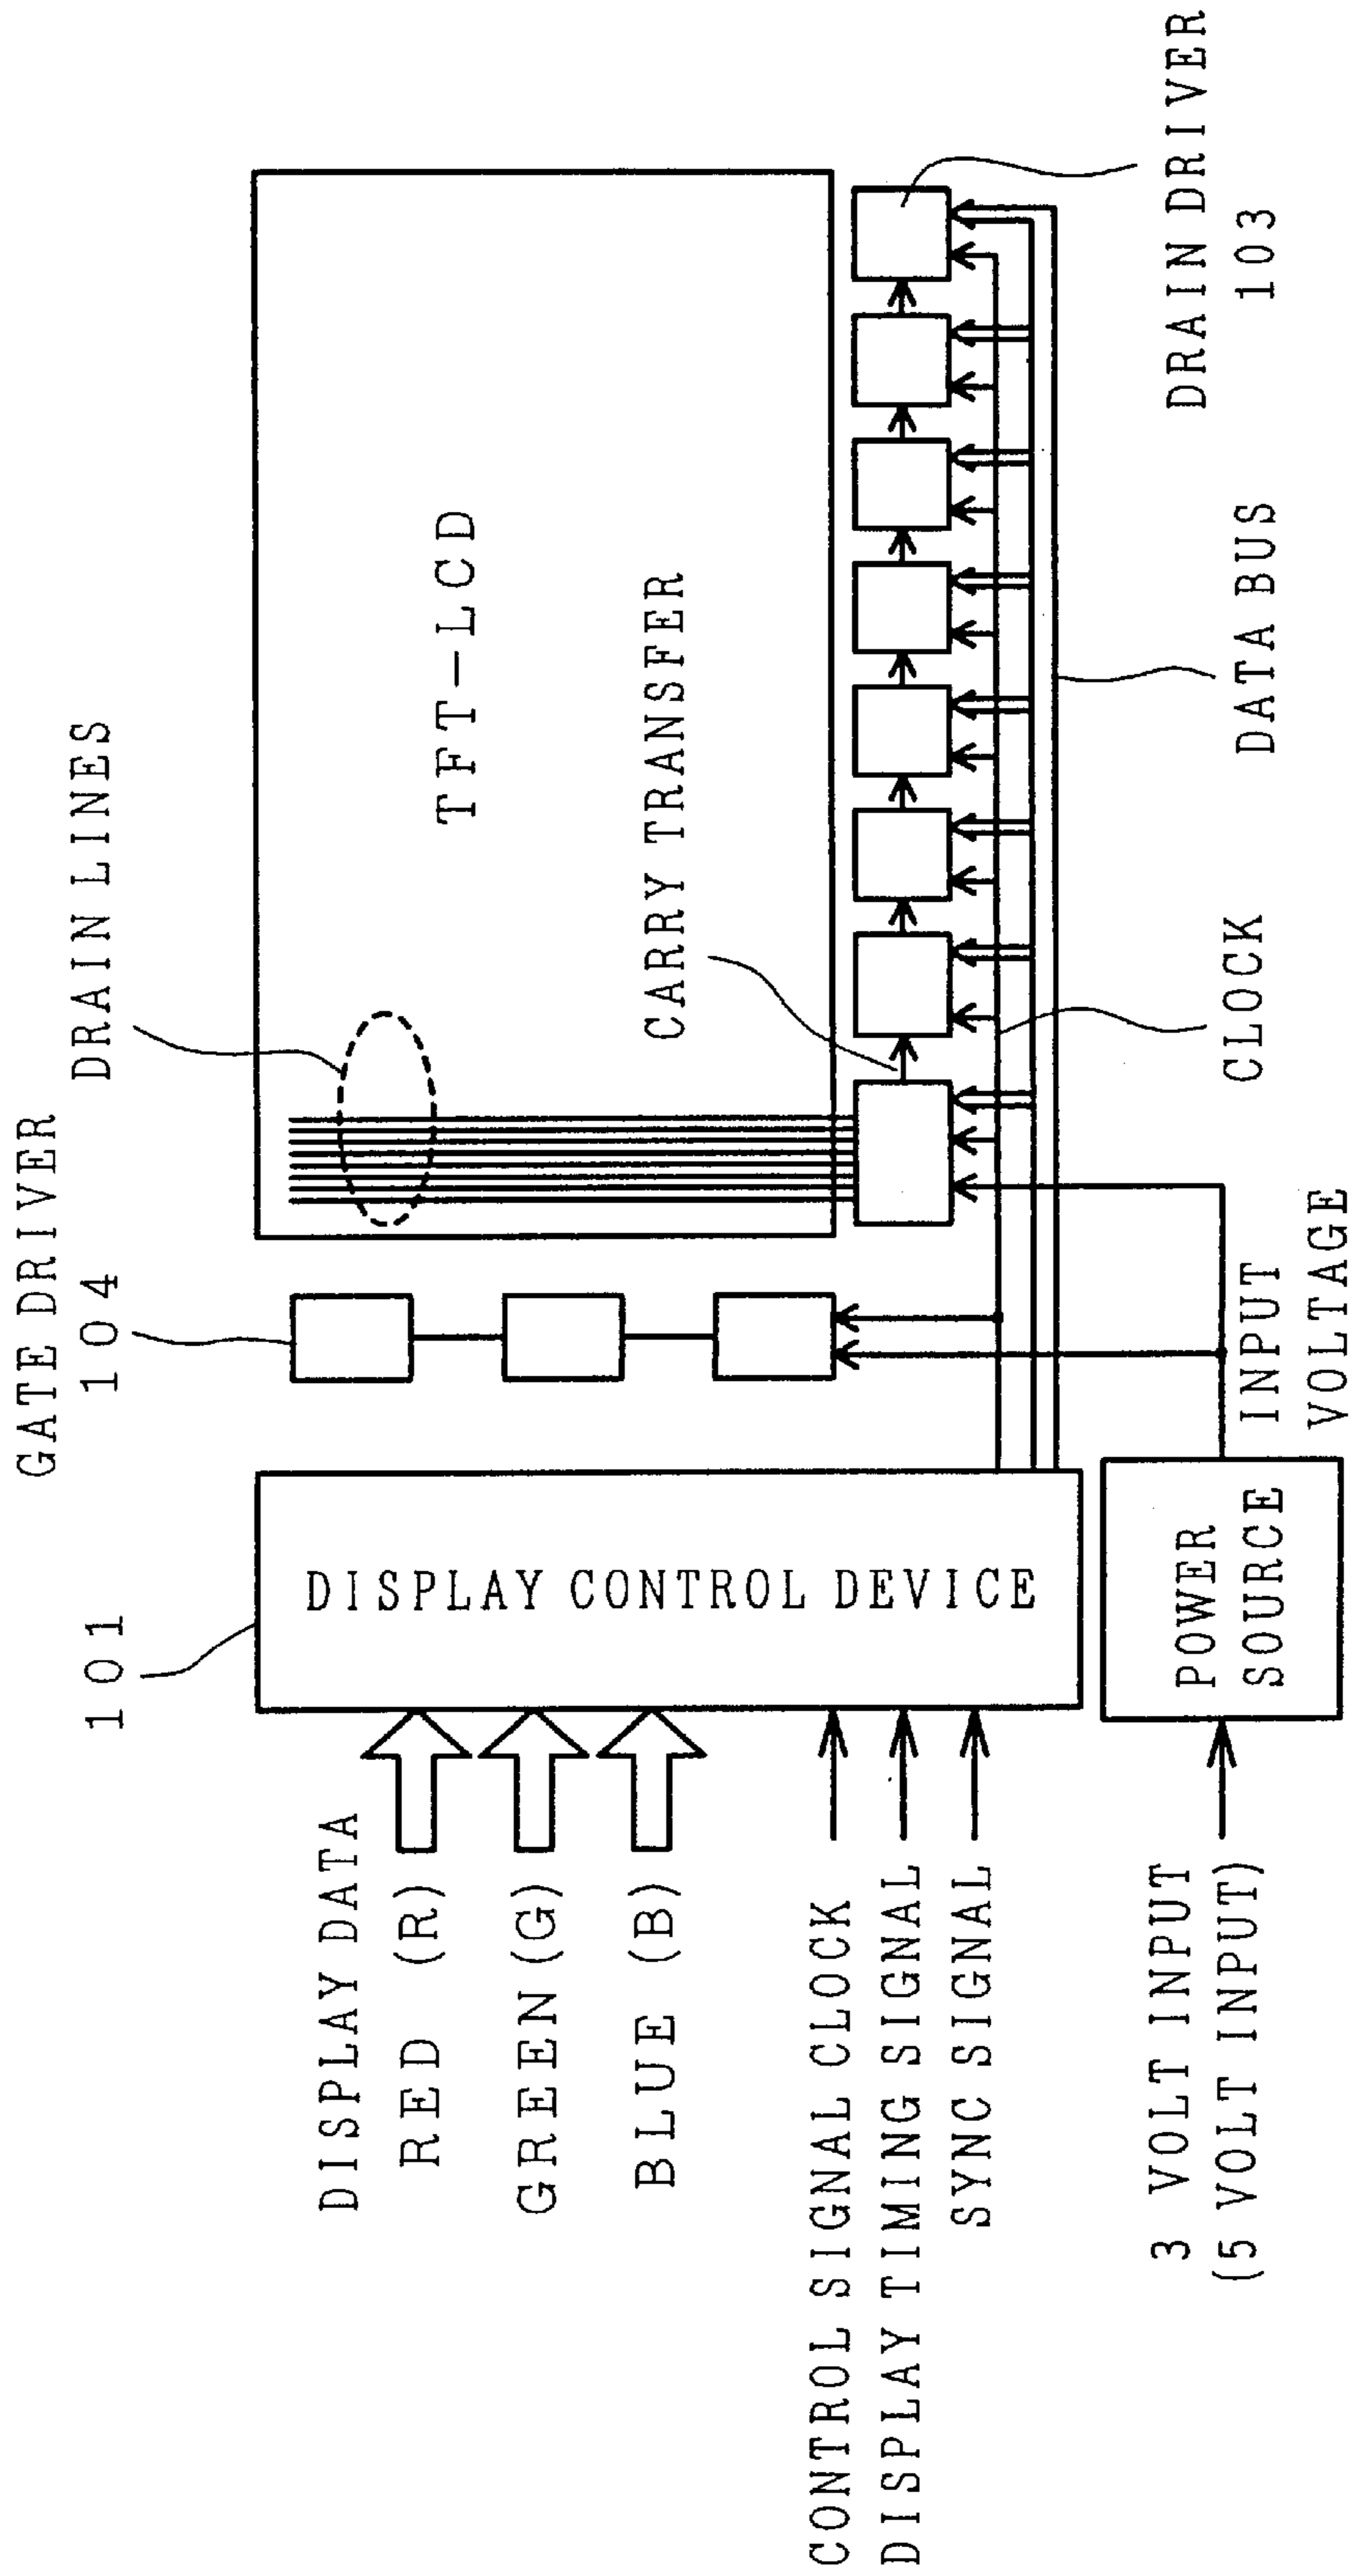 GATE DRIVER
104
DRAIN LINES
101
DISPLAY DATA
RED (R)
GREEN (G)
BLUE (B)
CONTROL SIGNAL CLOCK
DISPLAY TIMING SIGNAL
SYNC SIGNAL
3 VOLT INPUT
(5 VOLT INPUT)
DISPLAY CONTROL DEVICE
POWER
SOURCE
INPUT
VOLTAGE
TFT-LCD
CARRY TRANSFER
CLOCK
DATA BUS
DRAIN DRIVER
103